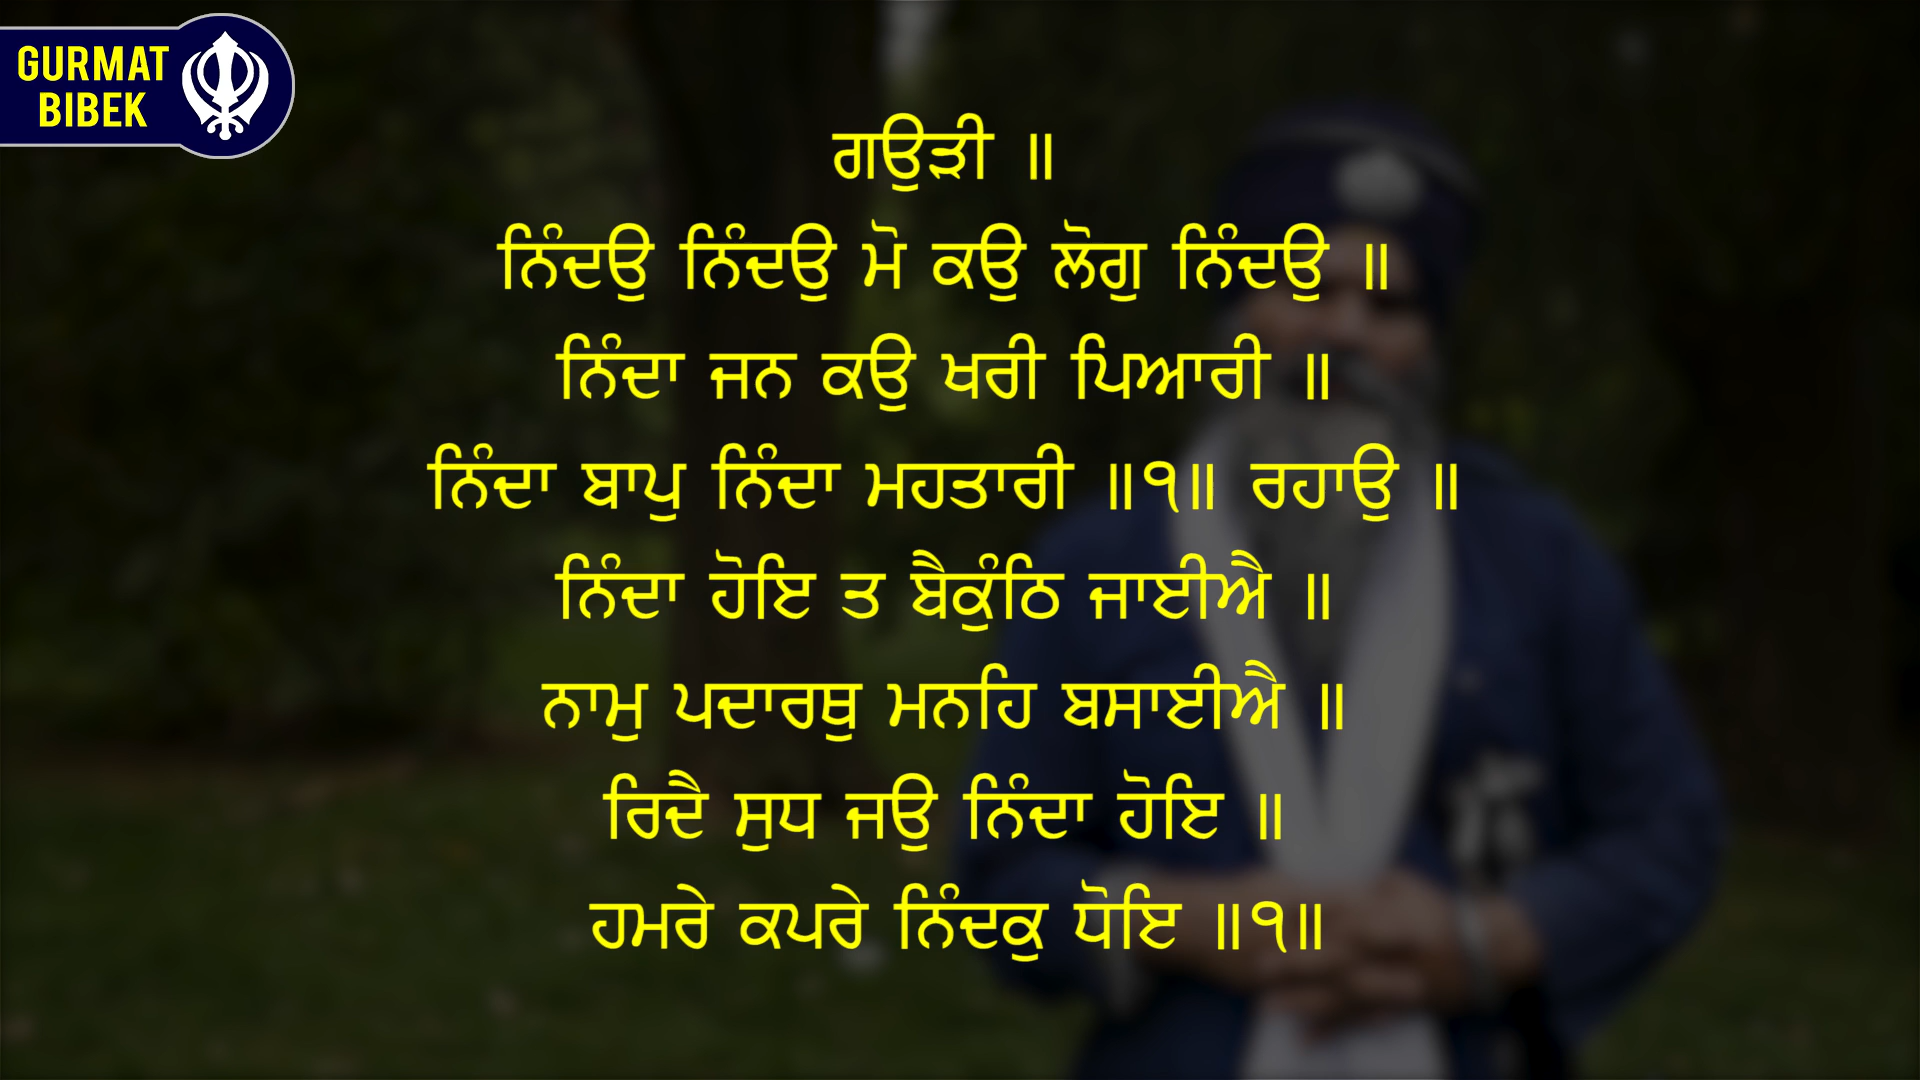 GURMAT
BIBEK
ਗਉੜੀ ॥
ਨਿੰਦਉ ਨਿੰਦਉ ਮੋ ਕਉ ਲੋਗੁ ਨਿੰਦਉ ॥
ਨਿੰਦਾ ਜਨ ਕਉ ਖਰੀ ਪਿਆਰੀ ॥
ਨਿੰਦਾ ਬਾਪੁ ਨਿੰਦਾ ਮਹਤਾਰੀ ॥੧॥ ਰਹਾਉ ॥
ਨਿੰਦਾ ਹੋਇ ਤ ਬੈਕੁੰਠਿ ਜਾਈਐ ॥
ਨਾਮੁ ਪਦਾਰਥੁ ਮਨਹਿ ਬਸਾਈਐ ॥
ਰਿਦੈ ਸੁਧ ਜਉ ਨਿੰਦਾ ਹੋਇ ॥
ਹਮਰੇ ਕਪਰੇ ਨਿੰਦਕੁ ਧੋਇ ॥੧॥